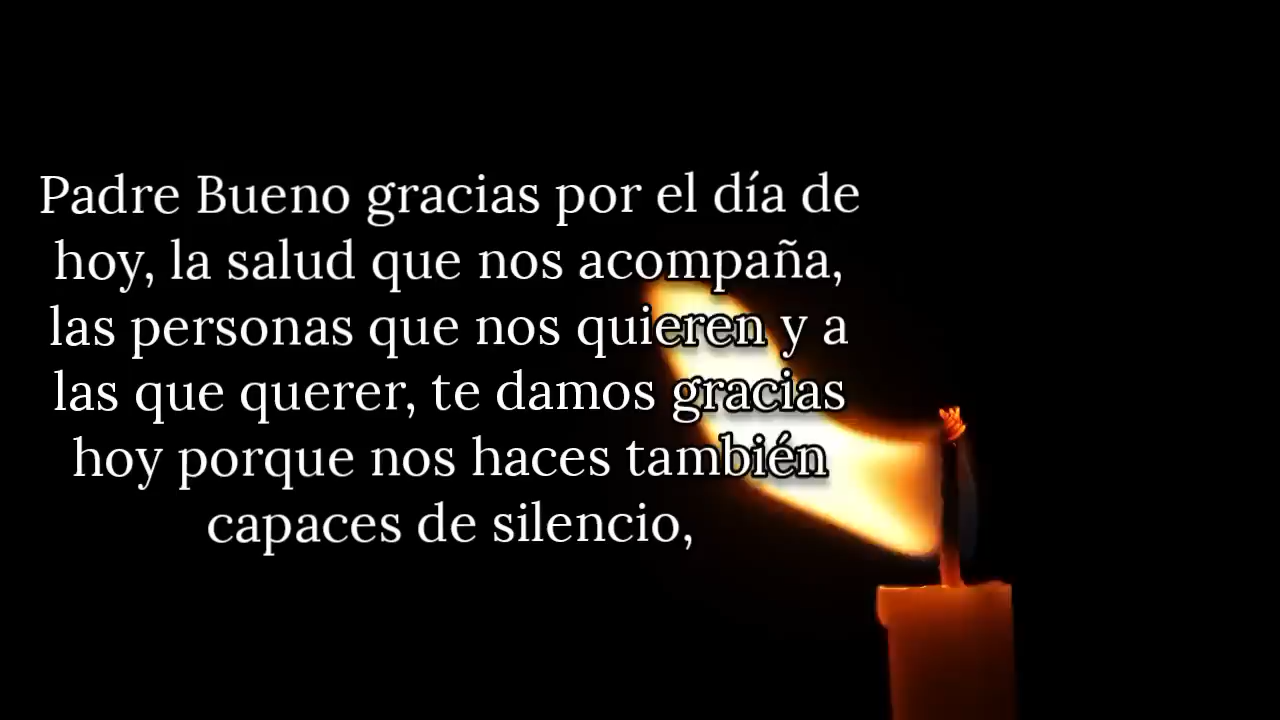 Padre Bueno gracias por el día de
hoy, la salud que nos acompaña,
las personas que nos quieren y a
las que querer, te damos gracias
hoy porque nos haces también
capaces de silencio,